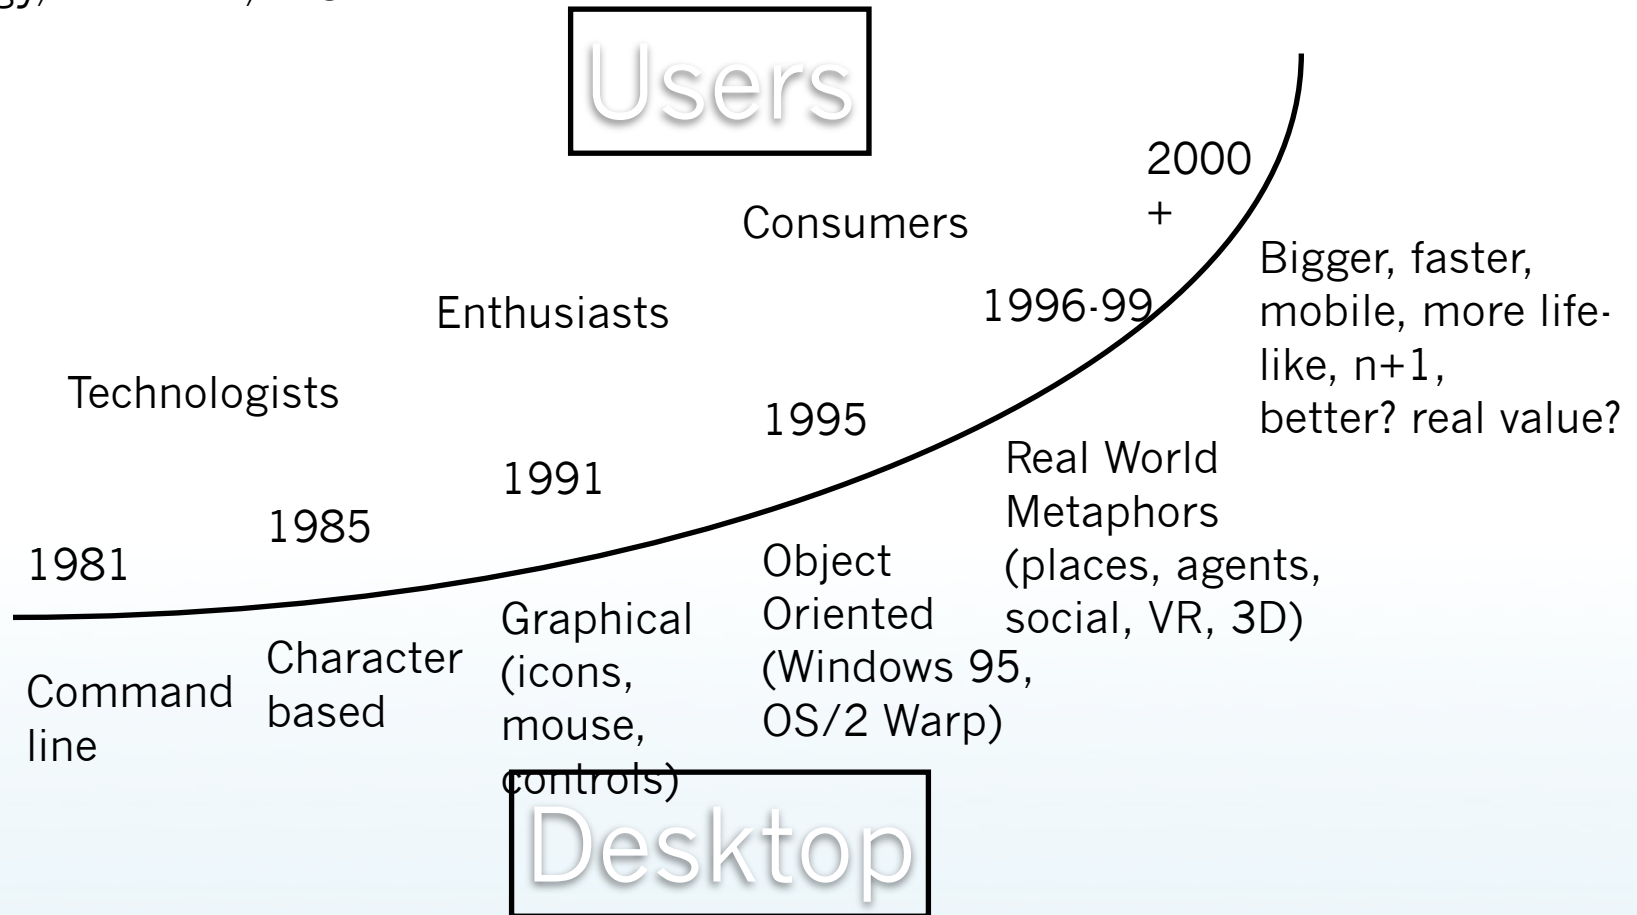 Users
2000
+
Consumers
Bigger, faster,
mobile, more life-
like, n+1,
better? real value?
1996-99
Enthusiasts
Technologists
1995
Real World
Metaphors
(places, agents,
social, VR, 3D)
1991
1985
1981
Object
Oriented
(Windows 95,
OS/2 Warp)
Graphical
(icons,
mouse,
controls)
Character
based
Command
line
Desktop